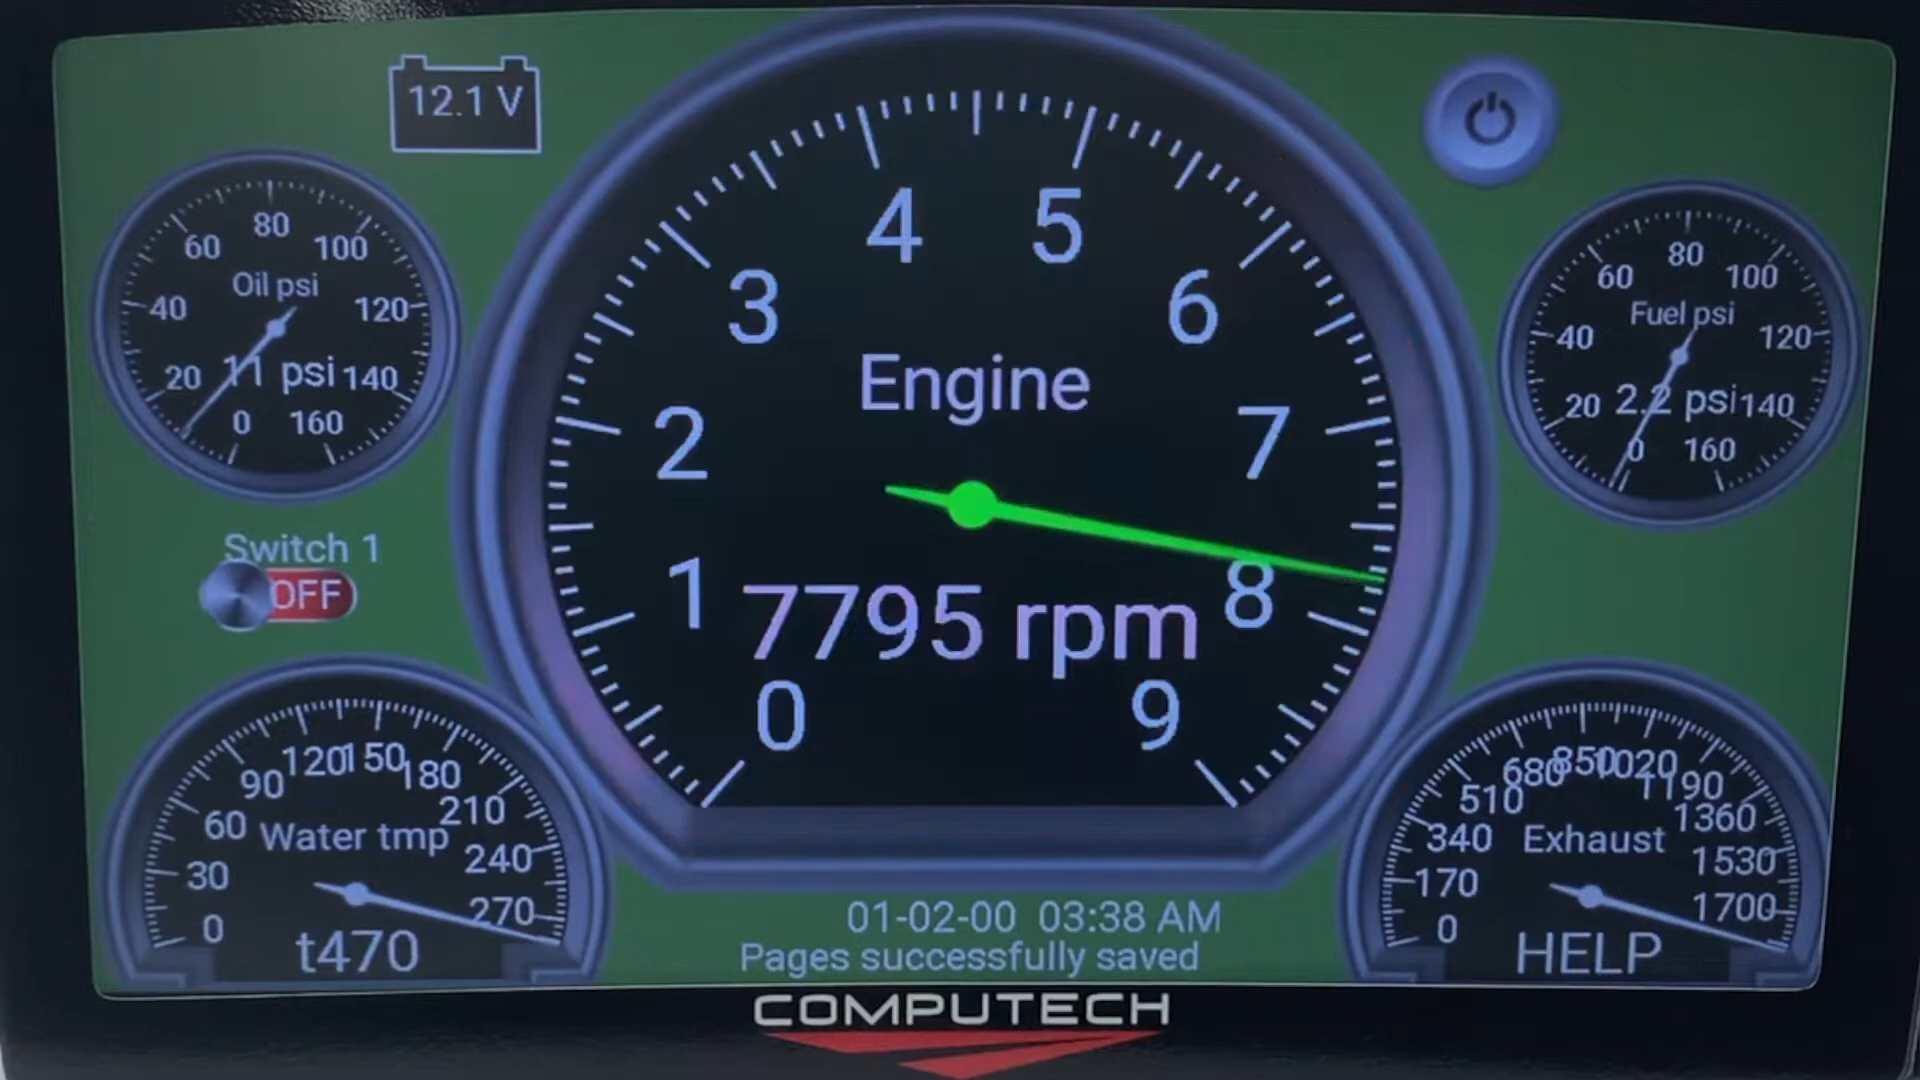 12.1 V
80
60 100
Oil psi
40 120
20 11 psi 140
0 160
Switch 1
OFF
120 150
90 180
210
60 Water tmp
240
30
270
0
t470
4 5
3 6
Engine
2 7
1 8
7795 rpm
0 9
80
60 100
Fuel psi
40 120
20 2.2 psi 140
0 160
680 850 1020
510 1190
1360
340 Exhaust
1530
170
1700
0
HELP
01-02-00 03:38 AM
Pages successfully saved
COMPUTECH